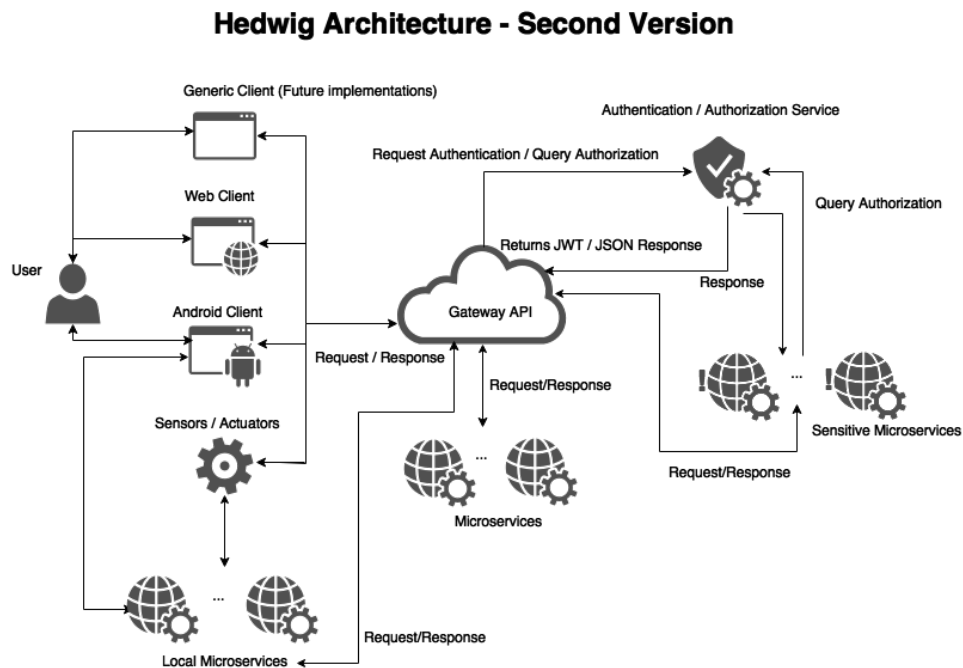 Hedwig Architecture - Second Version
Generic Client (Future implementations)
Authentication / Authorization Service
Request Authentication / Query Authorization
Web Client
Query Authorization
Returns JWT / JSON Response
User
Response
Android Client
Gateway API
Request / Response
Request/Response
...
Sensors / Actuators
Sensitive Microservices
...
Request/Response
Microservices
...
Request/Response
Local Microservices